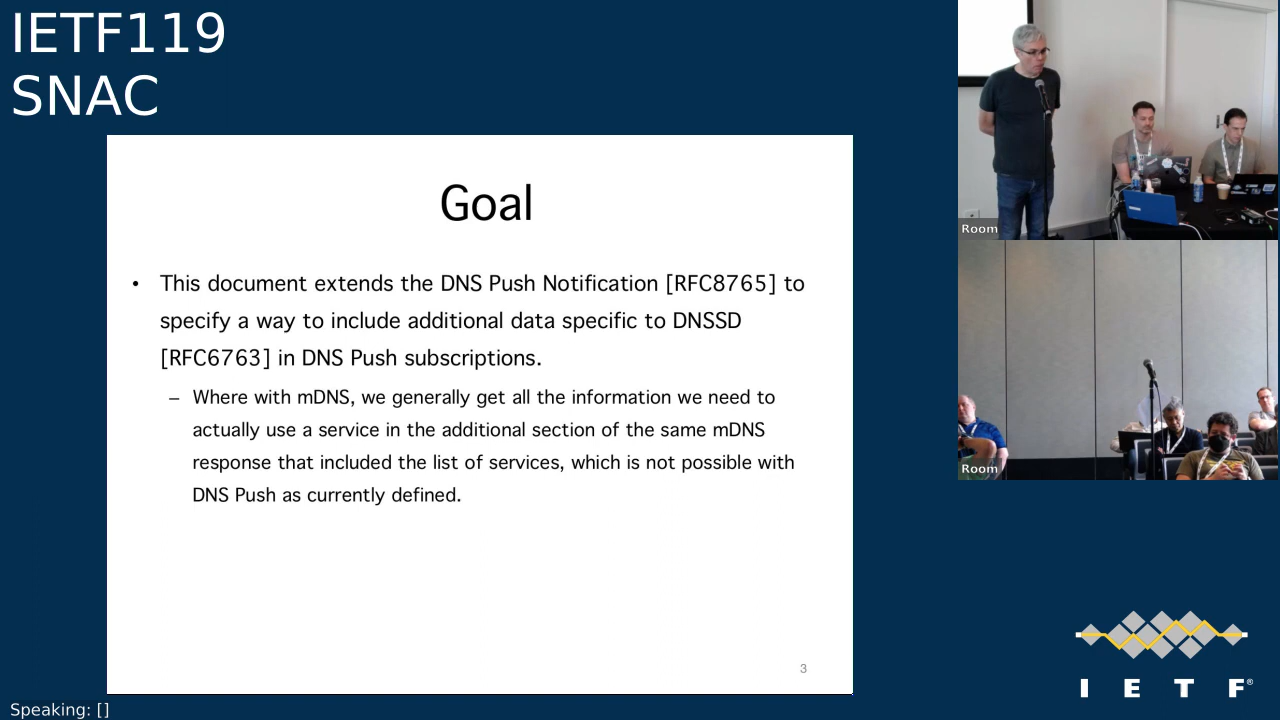 IETF119
SNAC
Goal
• This document extends the DNS Push Notification [RFC8765] to
specify a way to include additional data specific to DNSSD
[RFC6763] in DNS Push subscriptions.
– Where with mDNS, we generally get all the information we need to
actually use a service in the additional section of the same mDNS
response that included the list of services, which is not possible with
DNS Push as currently defined.
3
Room
Room
I E T F®
Speaking: []